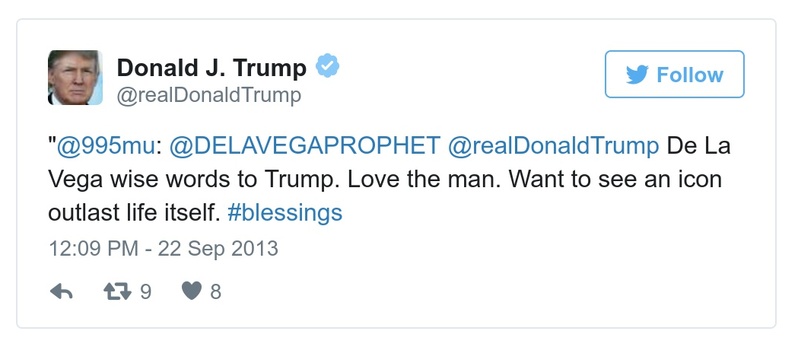 Donald J. Trump
@realDonaldTrump
Follow
"@995mu: @DELAVEGAPROPHET @realDonaldTrump De La
Vega wise words to Trump. Love the man. Want to see an icon
outlast life itself. #blessings
12:09 PM - 22 Sep 2013
9 8